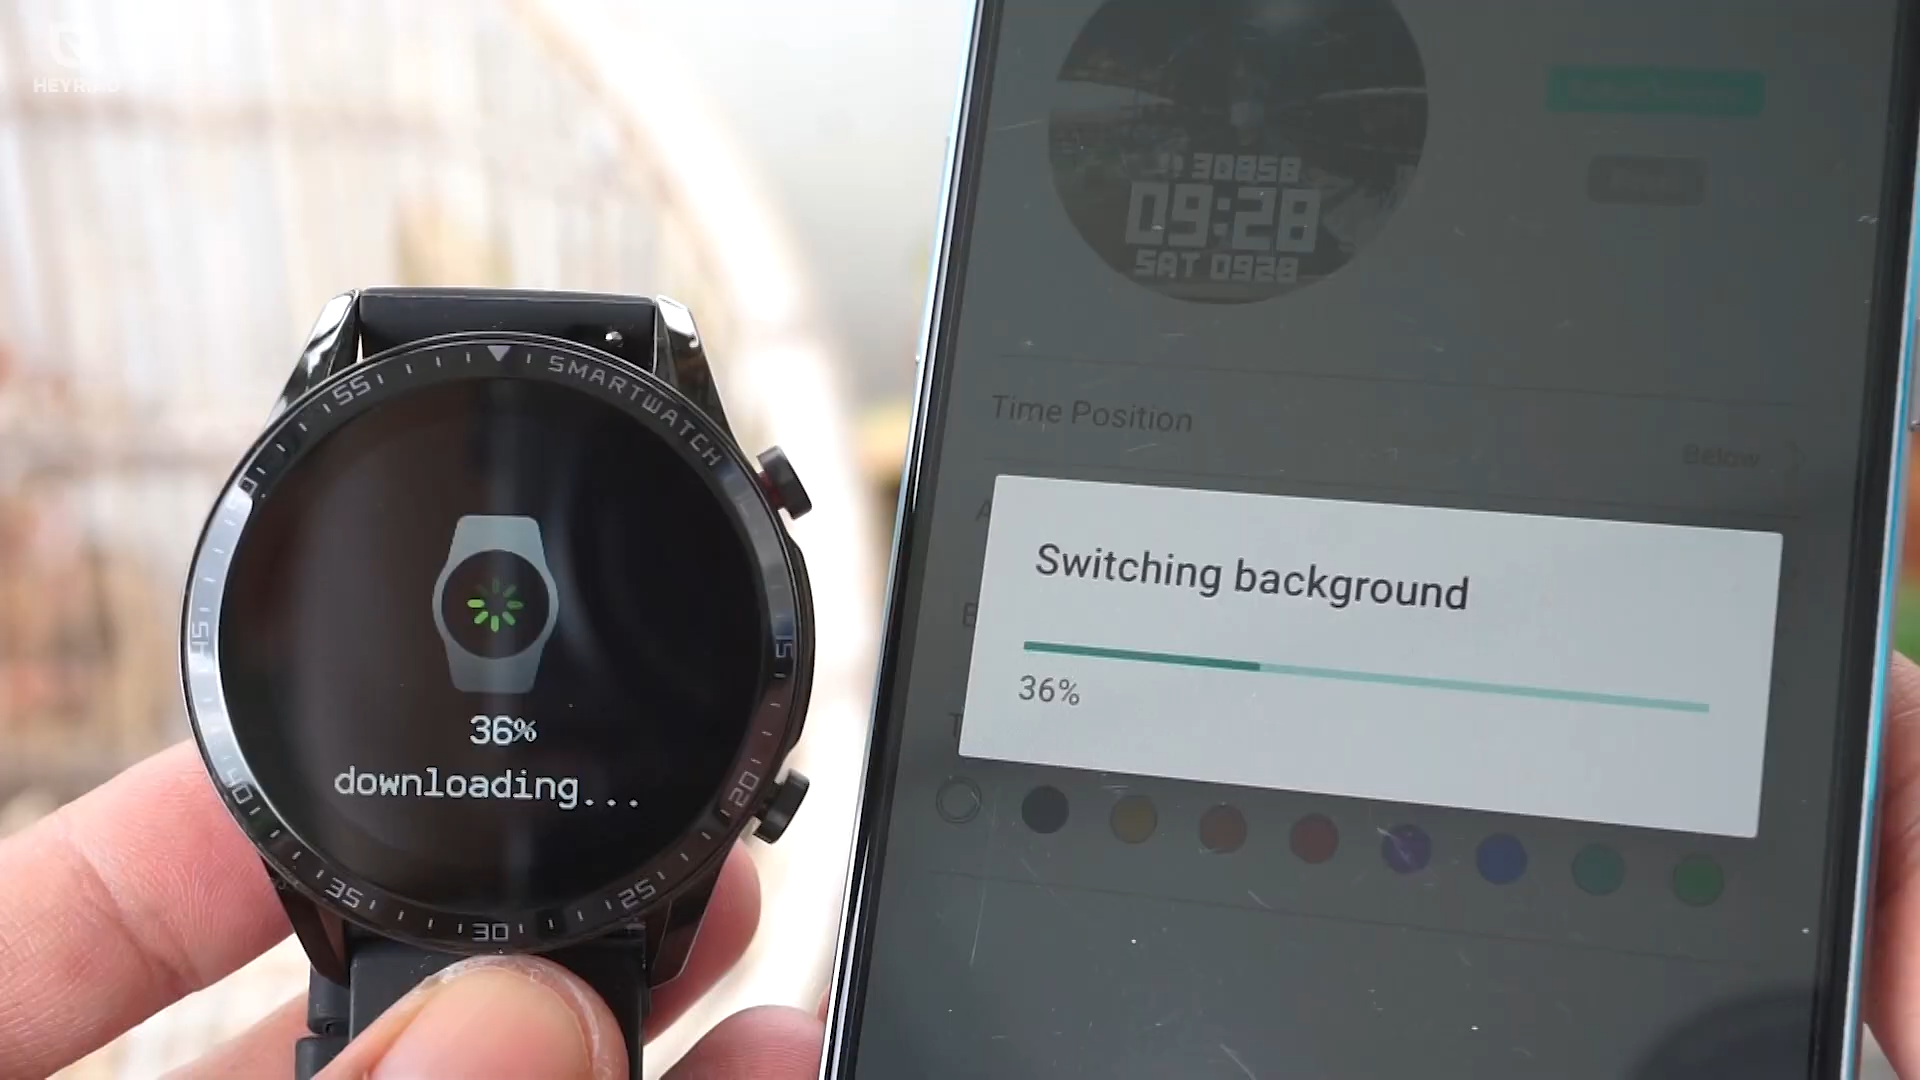 SMARTWATCH
55
50
45
40
35
30
25
20
15
36%
downloading...
30858
09:28
SAT 0928
Time Position
Below
Switching background
36%